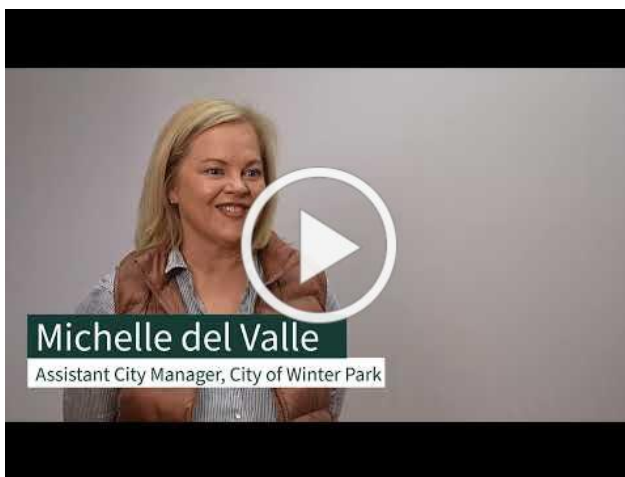 Michelle del Valle
Assistant City Manager, City of Winter Park